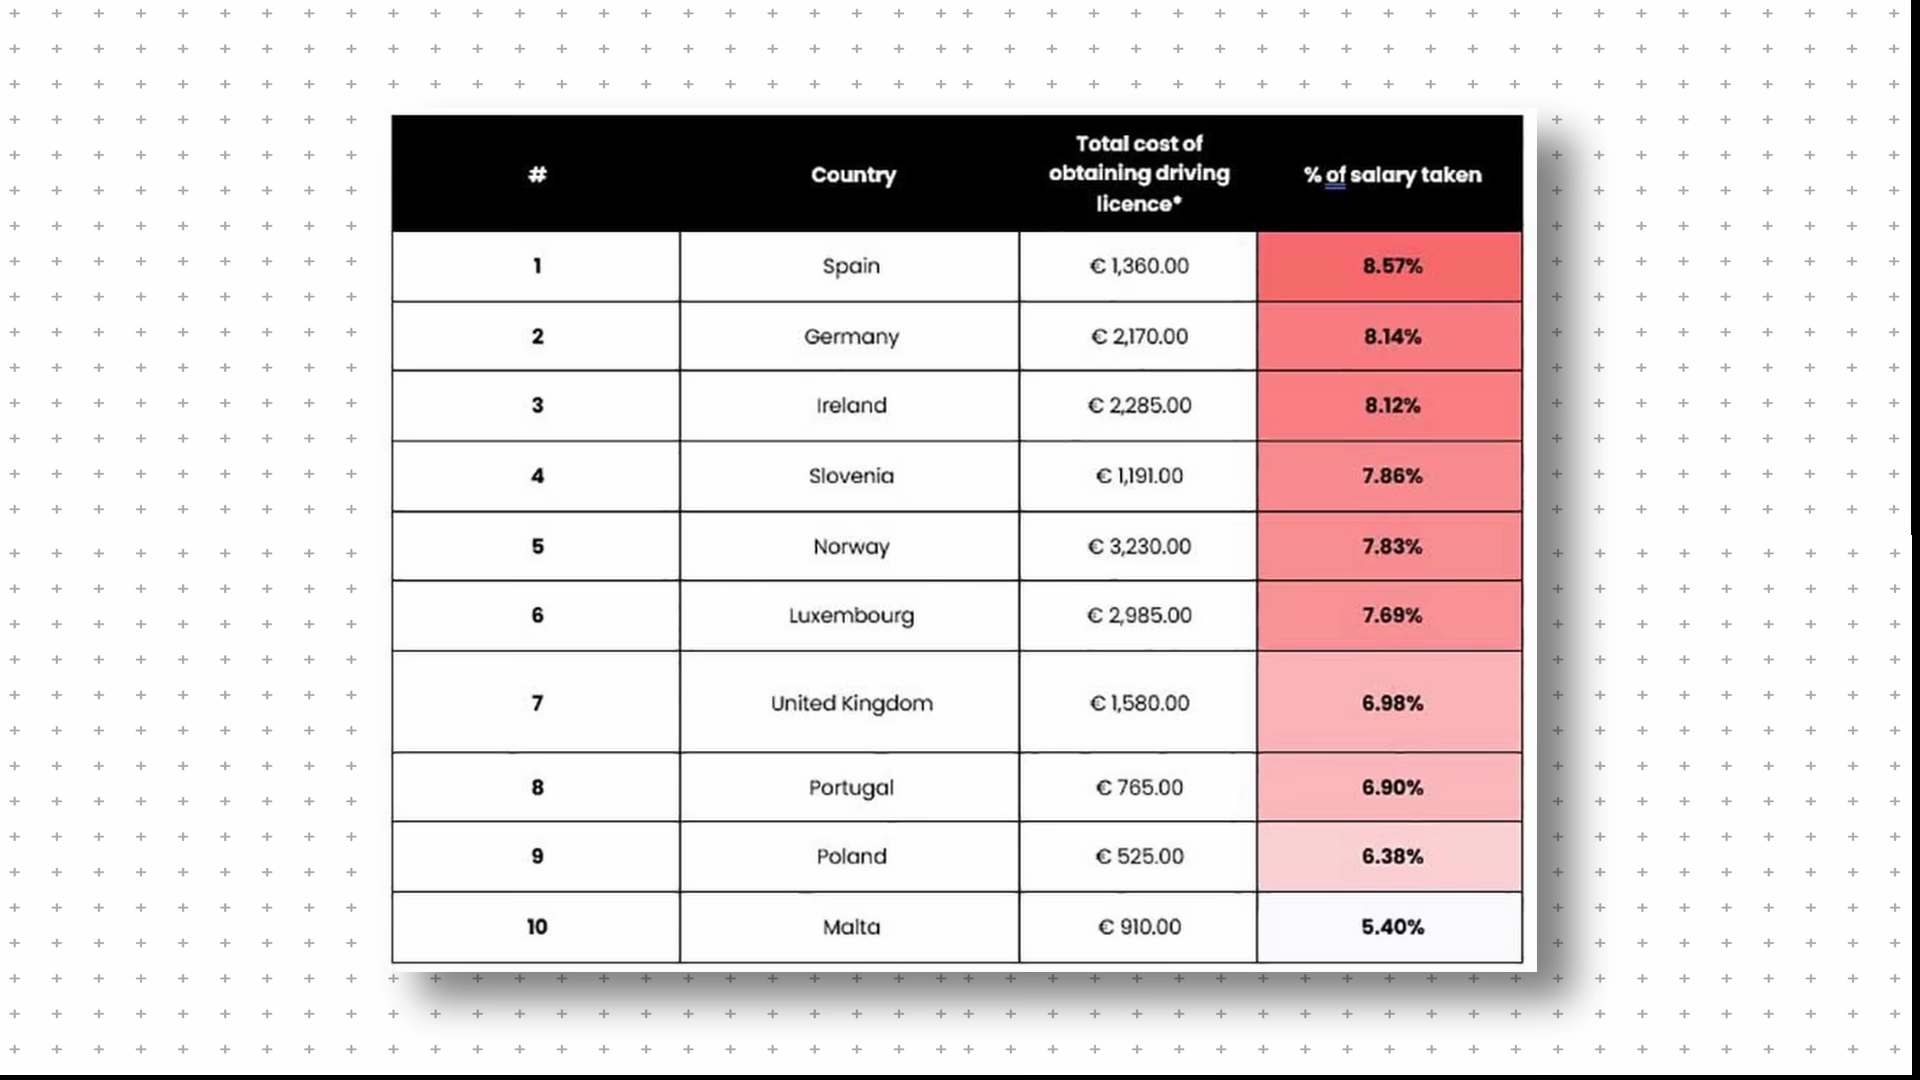 # Country Total cost of obtaining driving licence* % of salary taken
1 Spain € 1,360.00 8.57%
2 Germany € 2,170.00 8.14%
3 Ireland € 2,285.00 8.12%
4 Slovenia € 1,191.00 7.86%
5 Norway € 3,230.00 7.83%
6 Luxembourg € 2,985.00 7.69%
7 United Kingdom € 1,580.00 6.98%
8 Portugal € 765.00 6.90%
9 Poland € 525.00 6.38%
10 Malta € 910.00 5.40%